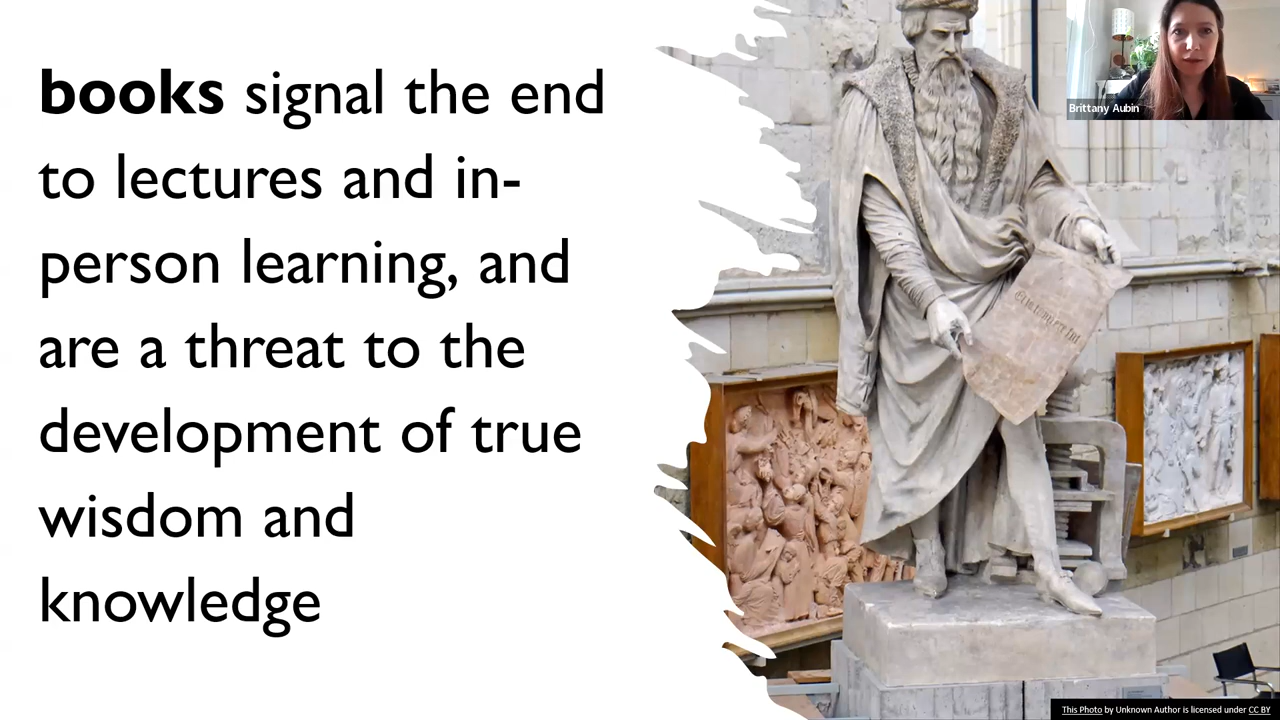 books signal the end
to lectures and in-
person learning, and
are a threat to the
development of true
wisdom and
knowledge
Brittany Aubin
This Photo by Unknown Author is licensed under CC BY